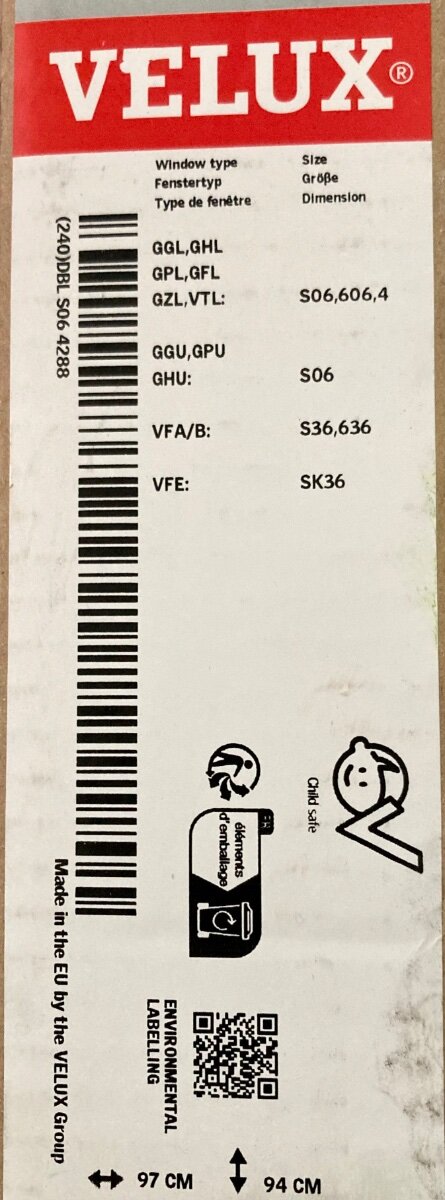 VELUX®
Window type Size
Fenstertyp Größe
Type de fenêtre Dimension
(240)DBL S06 4288
GGL,GHL
GPL,GFL
GZL,VTL: S06,606,4
GGU,GPU
GHU: S06
VFA/B: S36,636
VFE: SK36
Child safe
FR
éléments
d'emballage
Made in the EU by the VELUX Group
ENVIRONMENTAL
LABELLING
97 CM 94 CM